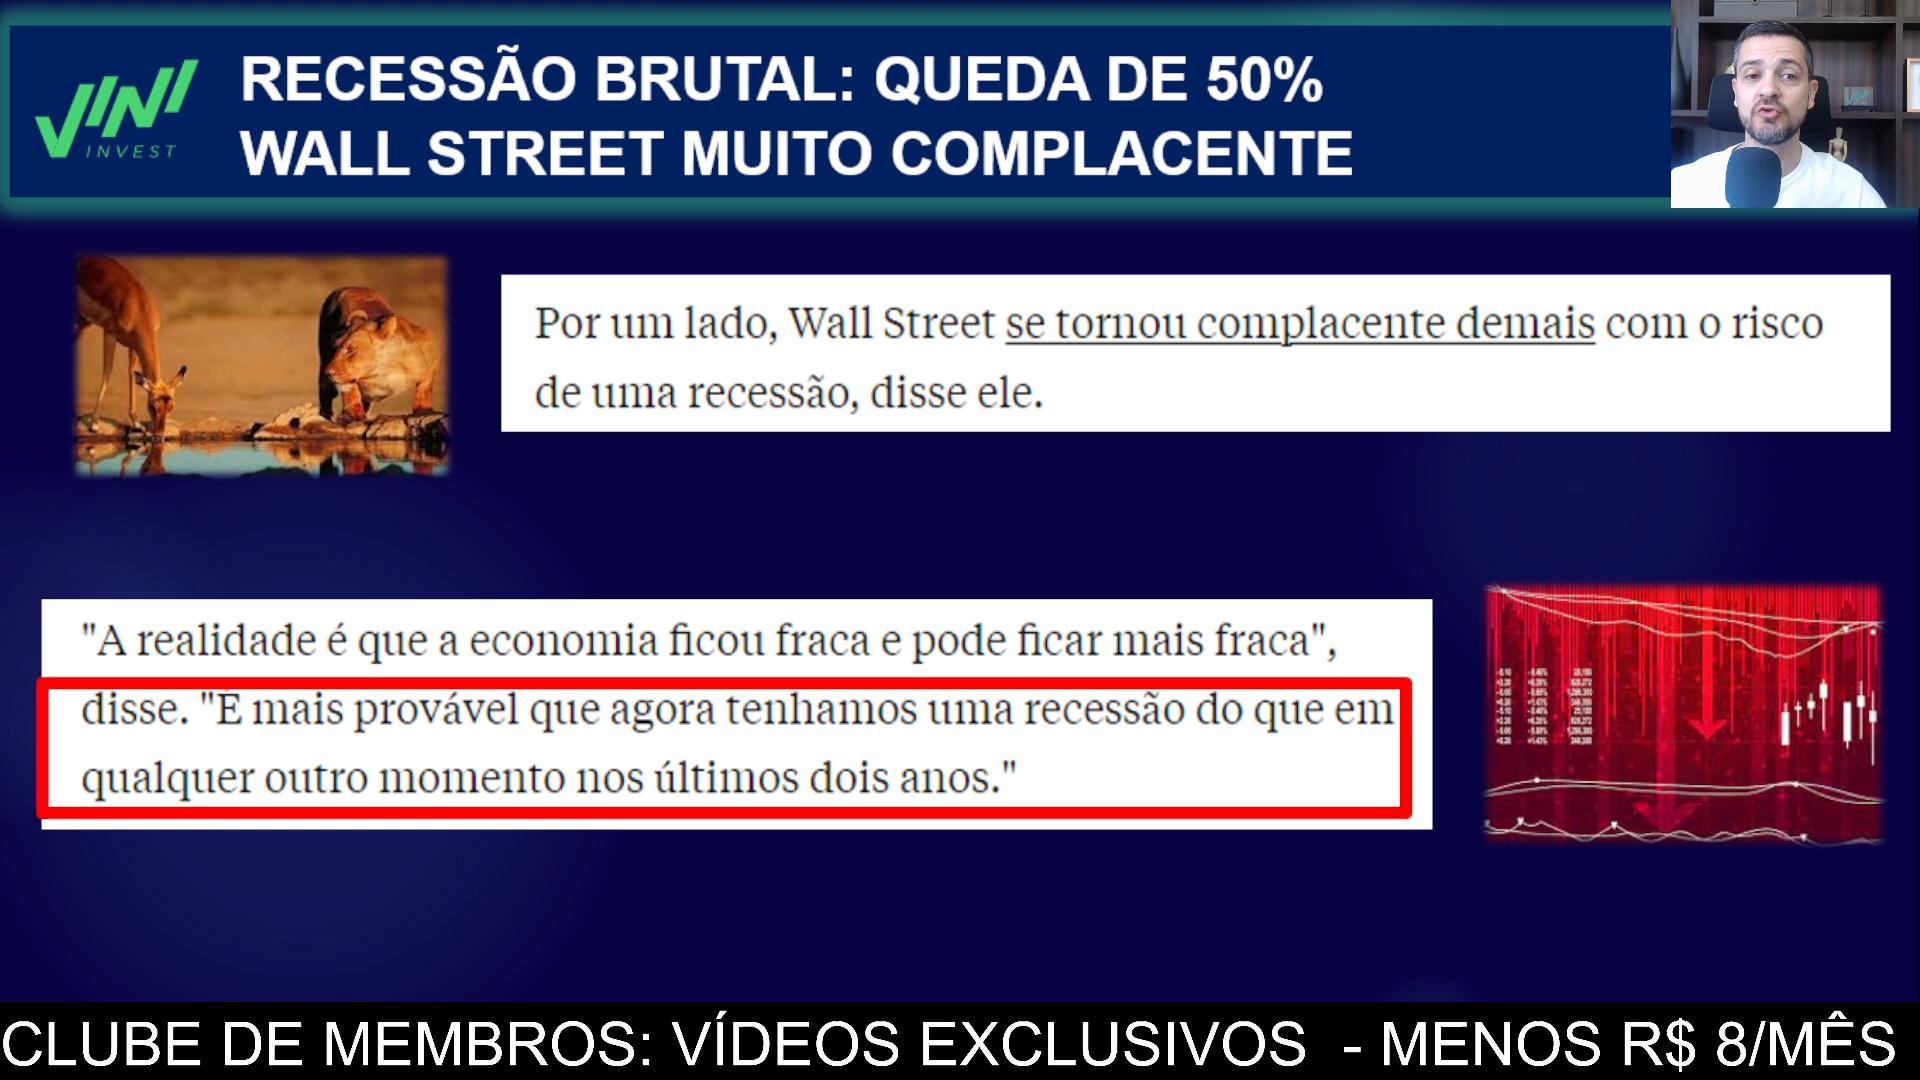 VINI
INVEST
RECESSÃO BRUTAL: QUEDA DE 50%
WALL STREET MUITO COMPLACENTE
Por um lado, Wall Street se tornou complacente demais com o risco
de uma recessão, disse ele.
"A realidade é que a economia ficou fraca e pode ficar mais fraca",
disse. "É mais provável que agora tenhamos uma recessão do que em
qualquer outro momento nos últimos dois anos."
CLUBE DE MEMBROS: VÍDEOS EXCLUSIVOS - MENOS R$ 8/MÊS